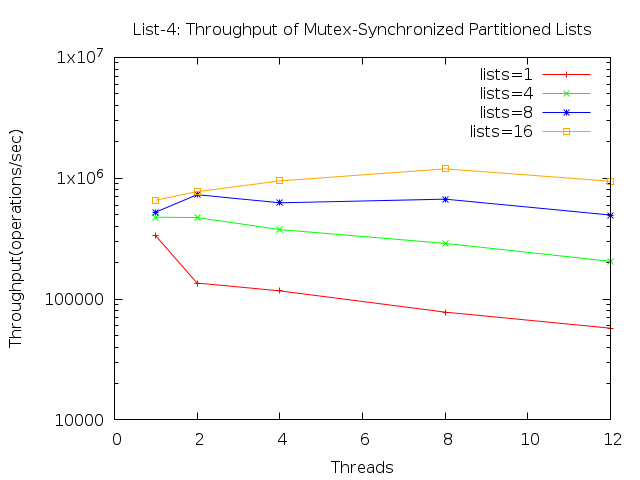 List-4: Throughput of Mutex-Synchronized Partitioned Lists
1x10^7
lists=1
lists=4
lists=8
lists=16
1x10^6
100000
10000
Throughput(operations/sec)
0 2 4 6 8 10 12
Threads